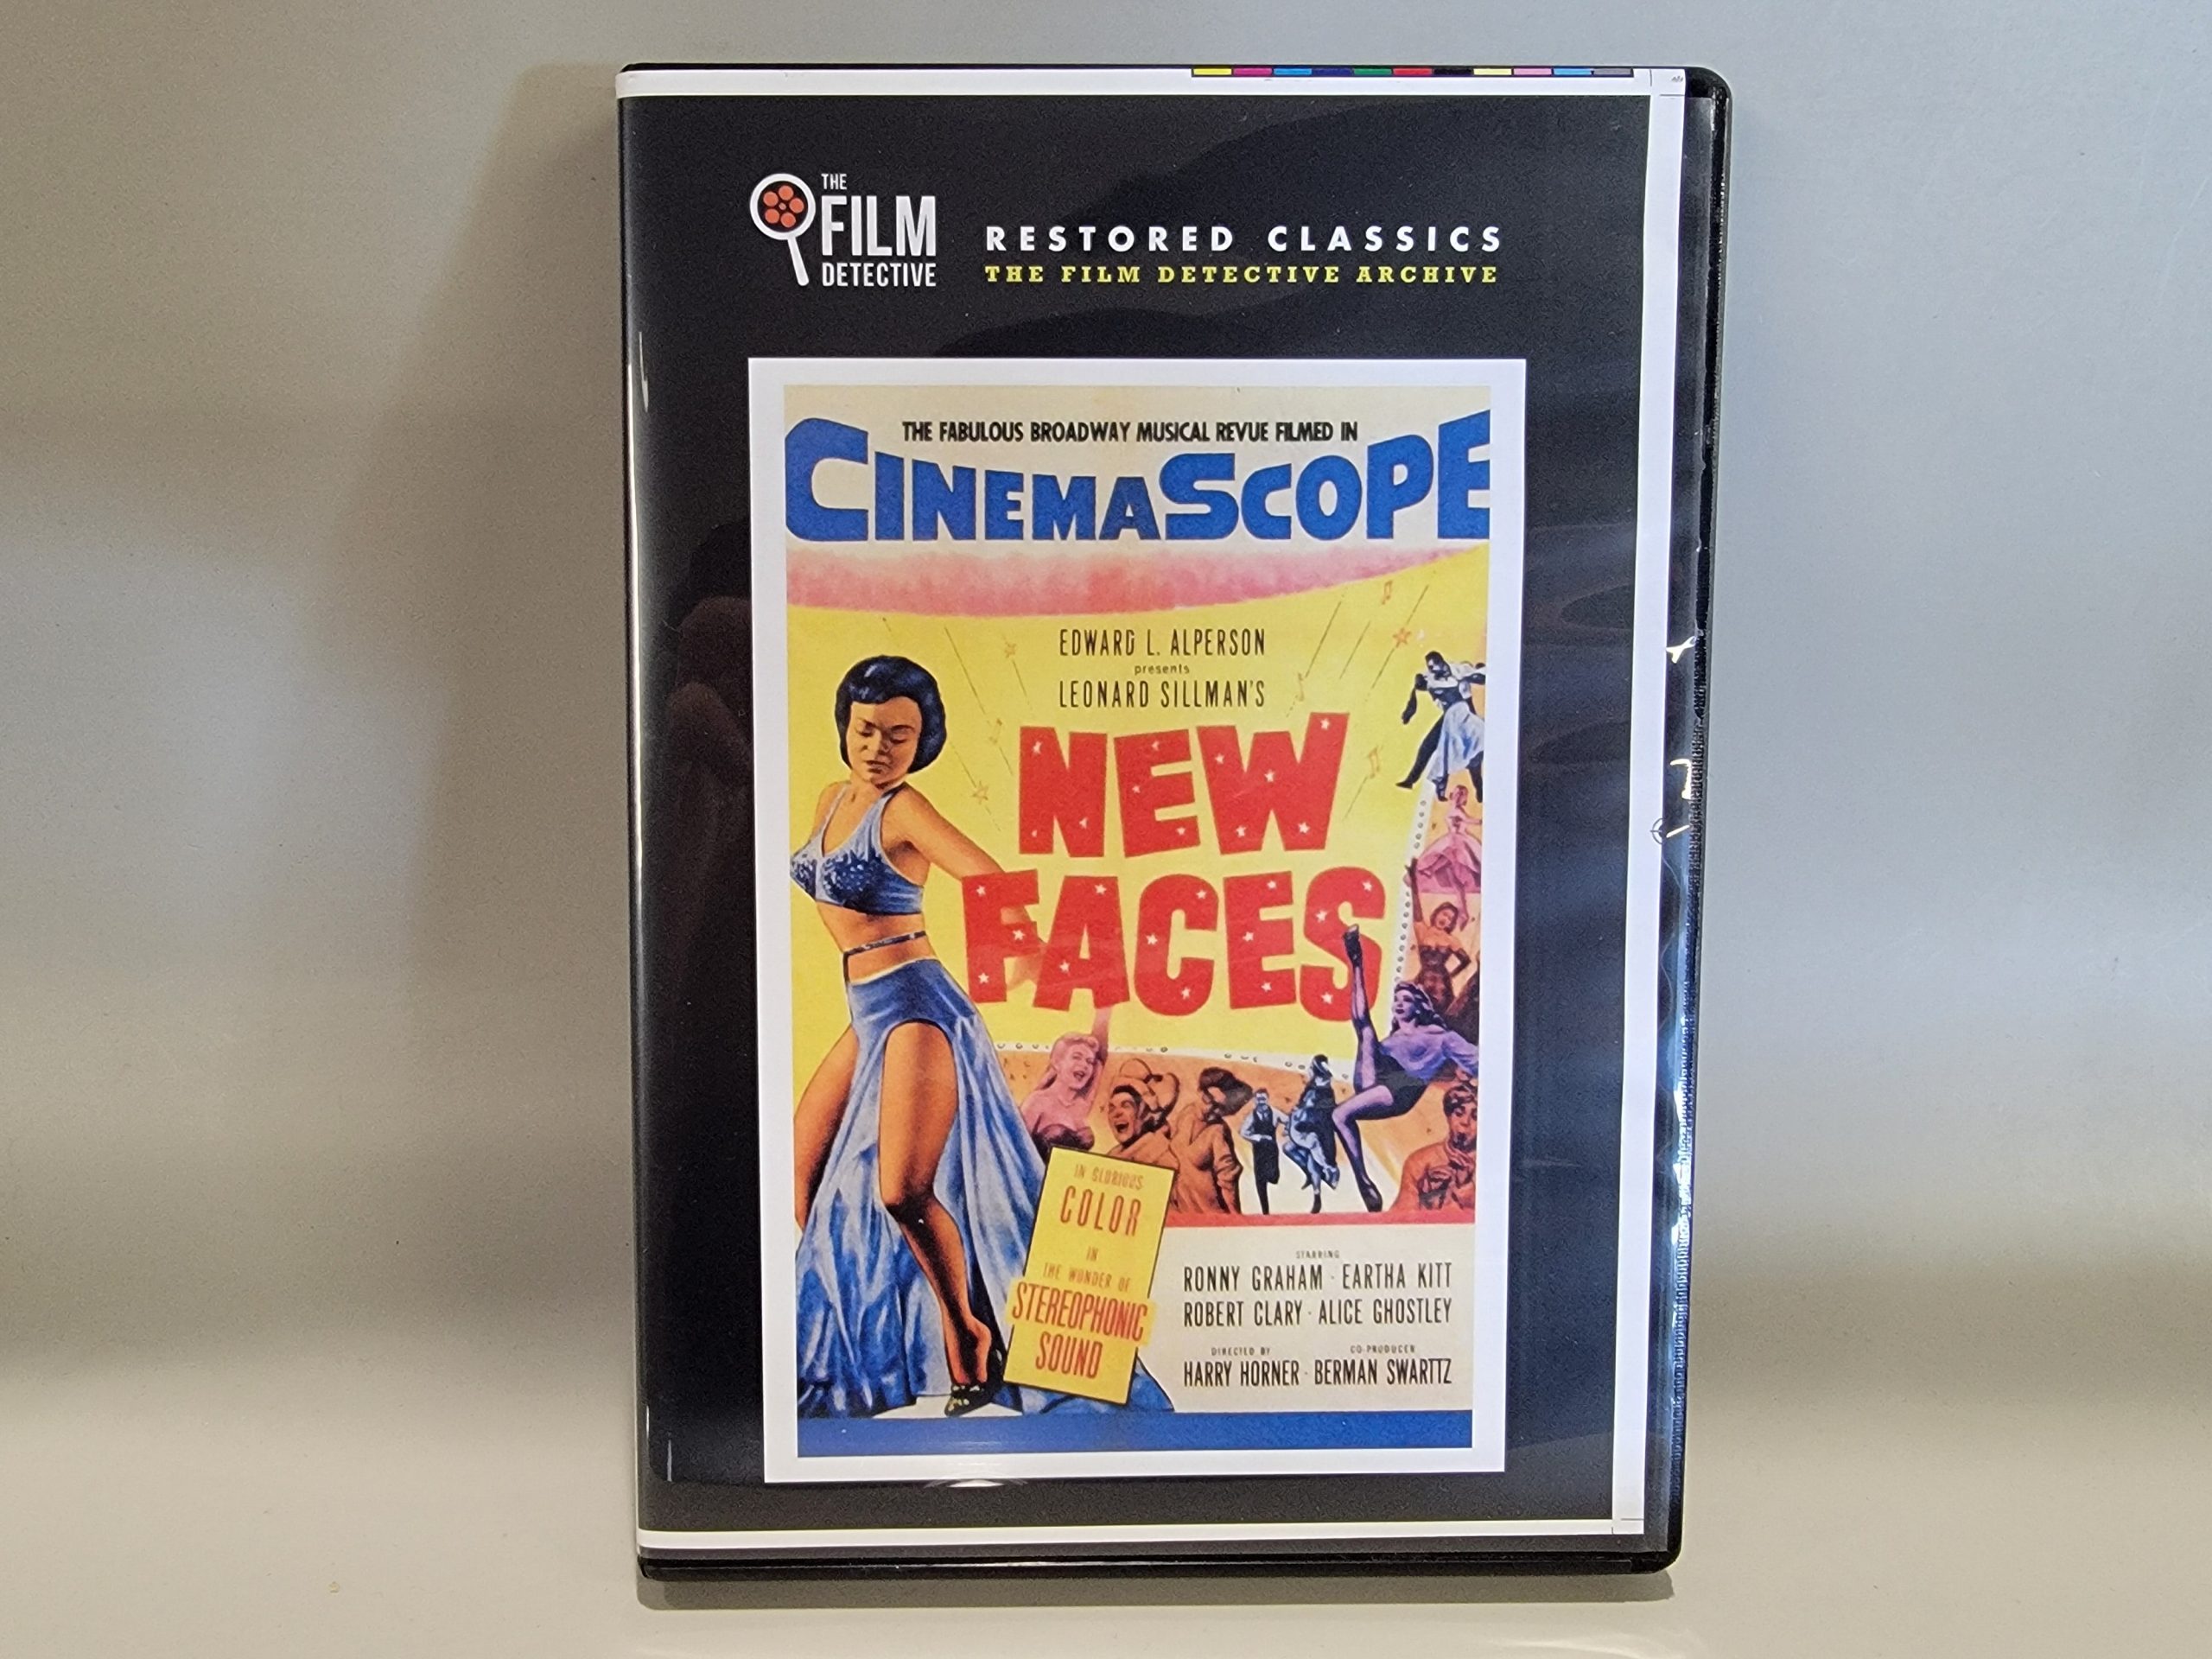 THE
FILM
DETECTIVE
RESTORED CLASSICS
THE FILM DETECTIVE ARCHIVE
THE FABULOUS BROADWAY MUSICAL REVUE FILMED IN
CINEMASCOPE
EDWARD L. ALPERSON
presents
LEONARD SILLMAN'S
NEW
FACES
IN GLORIOUS
COLOR
IN
THE WONDER OF
STEREOPHONIC
SOUND
STARRING
RONNY GRAHAM · EARTHA KITT
ROBERT CLARY · ALICE GHOSTLEY
DIRECTED BY CO-PRODUCER
HARRY HORNER · BERMAN SWARTTZ